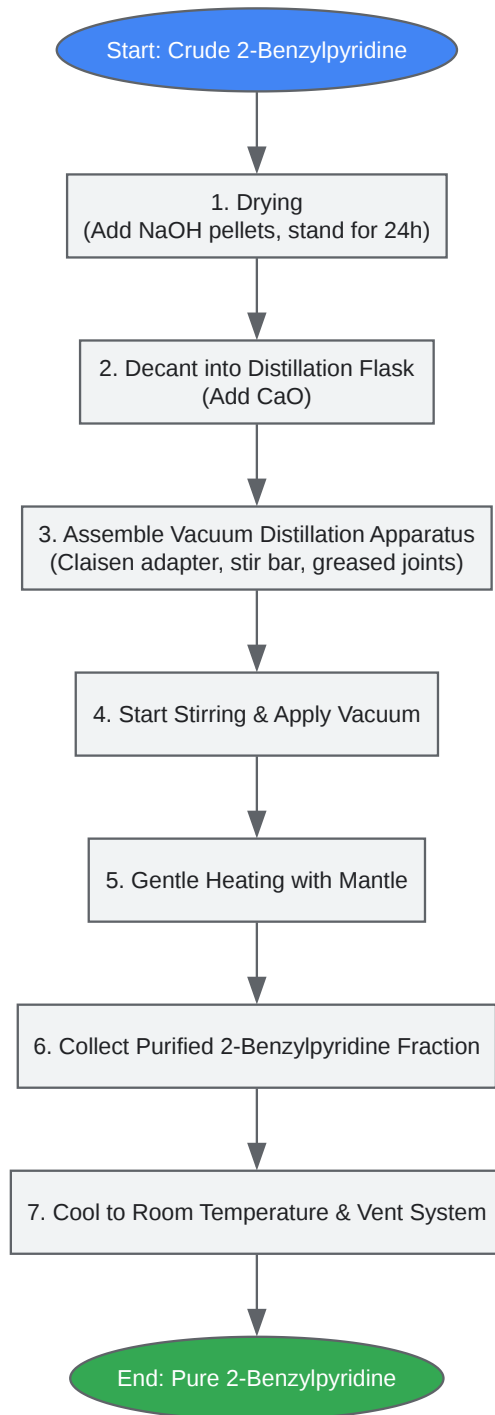 Start: Crude 2-Benzylpyridine
1. Drying
(Add NaOH pellets, stand for 24h)
2. Decant into Distillation Flask
(Add CaO)
3. Assemble Vacuum Distillation Apparatus
(Claisen adapter, stir bar, greased joints)
4. Start Stirring & Apply Vacuum
5. Gentle Heating with Mantle
6. Collect Purified 2-Benzylpyridine Fraction
7. Cool to Room Temperature & Vent System
End: Pure 2-Benzylpyridine